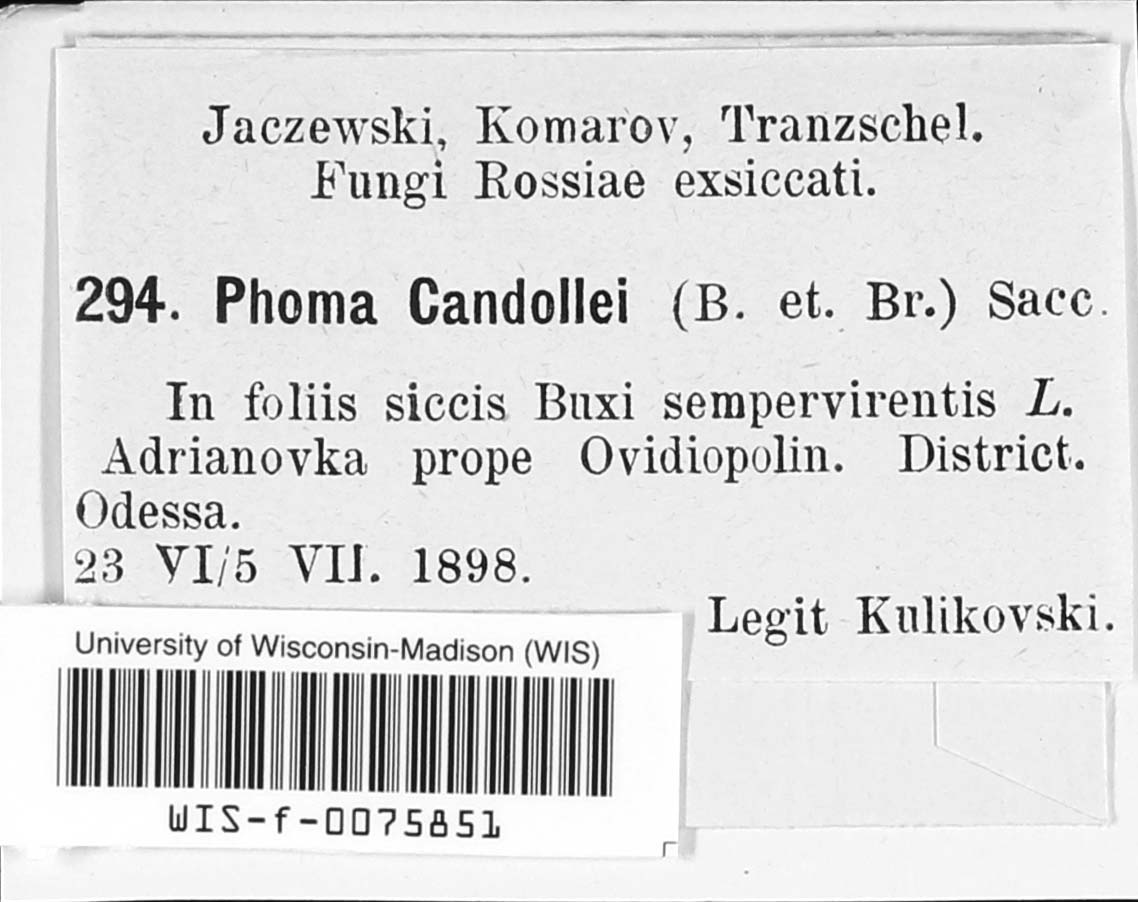 Jaczewski, Komarov, Tranzschel.
Fungi Rossiae exsiccati.
294. Phoma Candollei (B. et. Br.) Sacc.
In foliis siccis Buxi sempervirentis L.
Adrianovka prope Ovidiopolin. District.
Odessa.
23 VI/5 VII. 1898.
Legit Kulikovski.
University of Wisconsin-Madison (WIS)
WIS-f-0075851